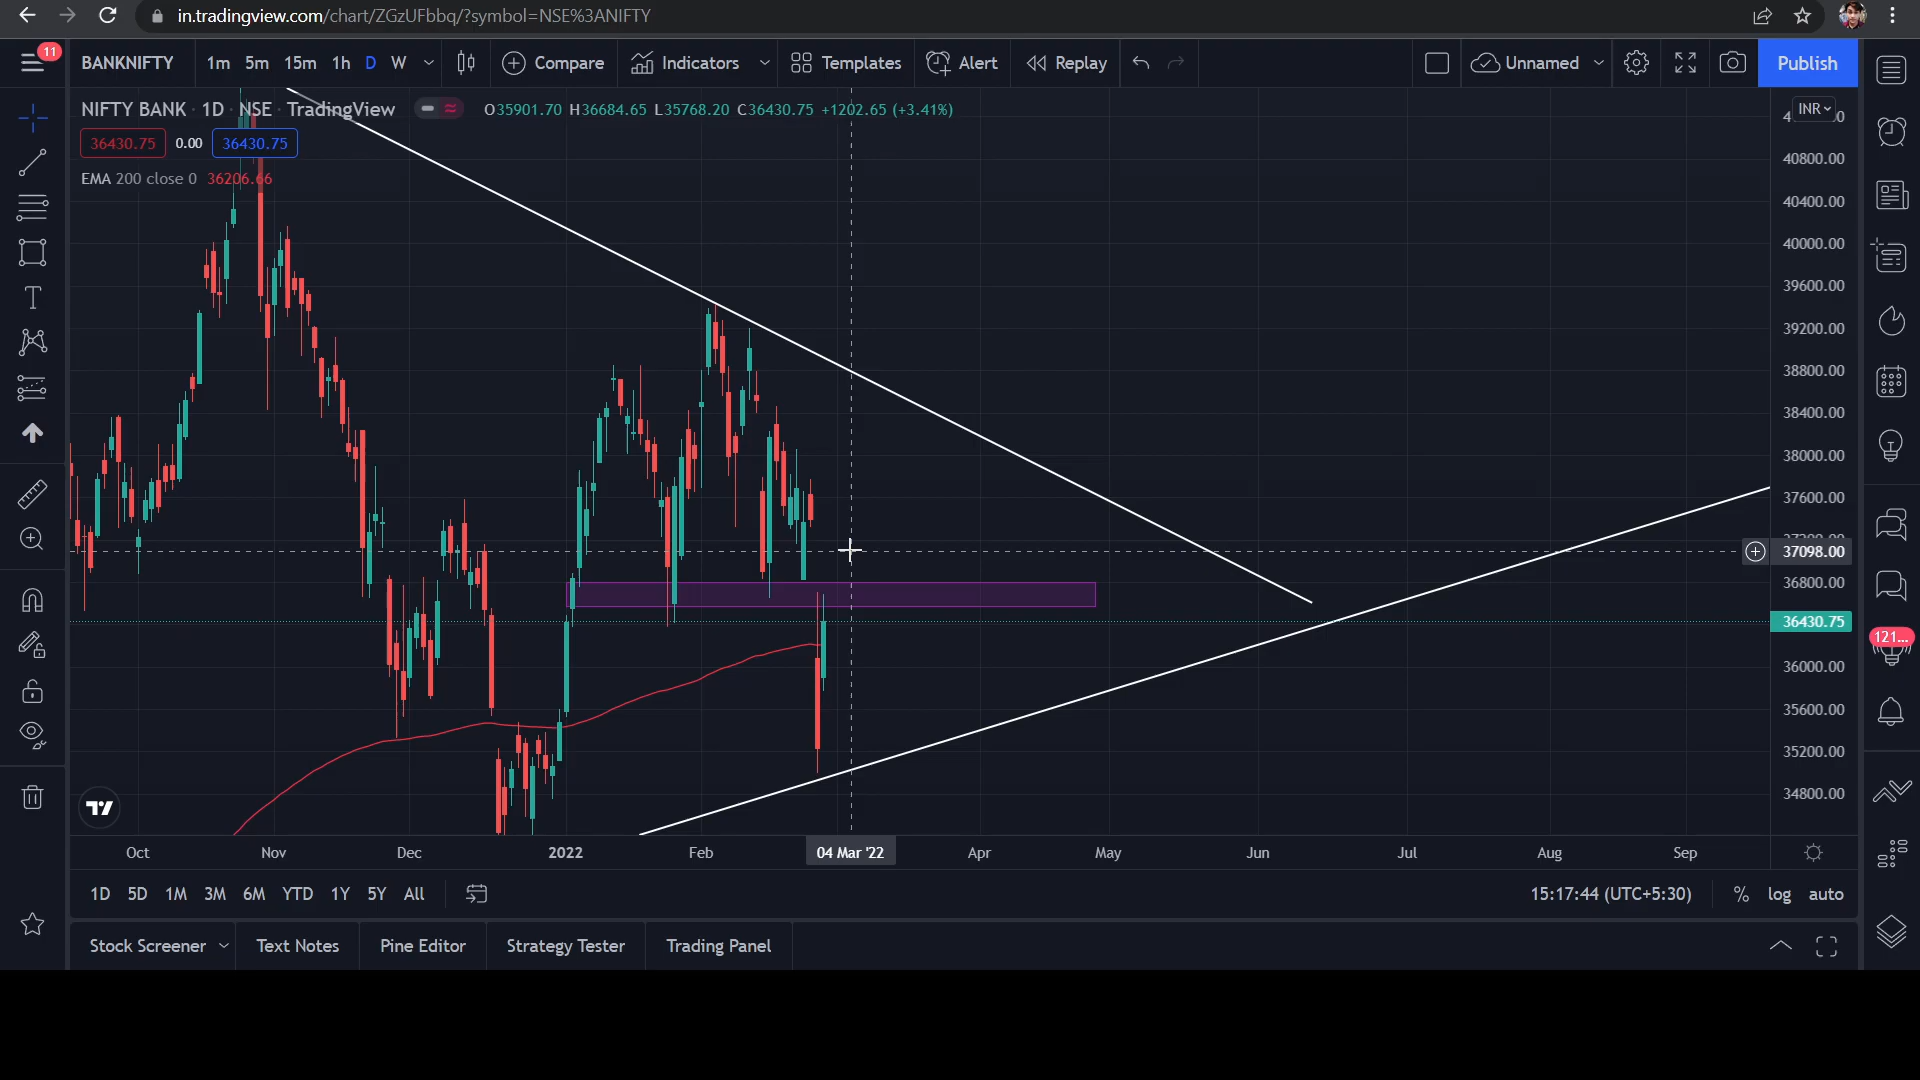 in.tradingview.com/chart/ZGzUFbbq/?symbol=NSE%3ANIFTY
11
BANKNIFTY 1m 5m 15m 1h D W Compare Indicators Templates Alert Replay Unnamed Publish
NIFTY BANK · 1D · NSE · TradingView O35901.70 H36684.65 L35768.20 C36430.75 +1202.65 (+3.41%)
INR
36430.75 0.00 36430.75
EMA 200 close 0 36206.66
40800.00
40400.00
40000.00
39600.00
39200.00
38800.00
38400.00
38000.00
37600.00
37098.00
36800.00
36430.75
121...
36000.00
35600.00
35200.00
34800.00
Oct Nov Dec 2022 Feb 04 Mar '22 Apr May Jun Jul Aug Sep
1D 5D 1M 3M 6M YTD 1Y 5Y All 15:17:44 (UTC+5:30) % log auto
Stock Screener Text Notes Pine Editor Strategy Tester Trading Panel